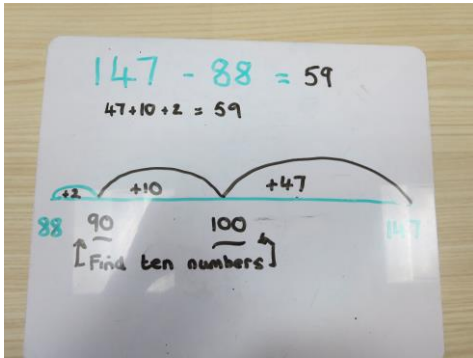 147 - 88 = 59
47+10+2 = 59
+2 +10 +47
88 90 100 147
Find ten numbers